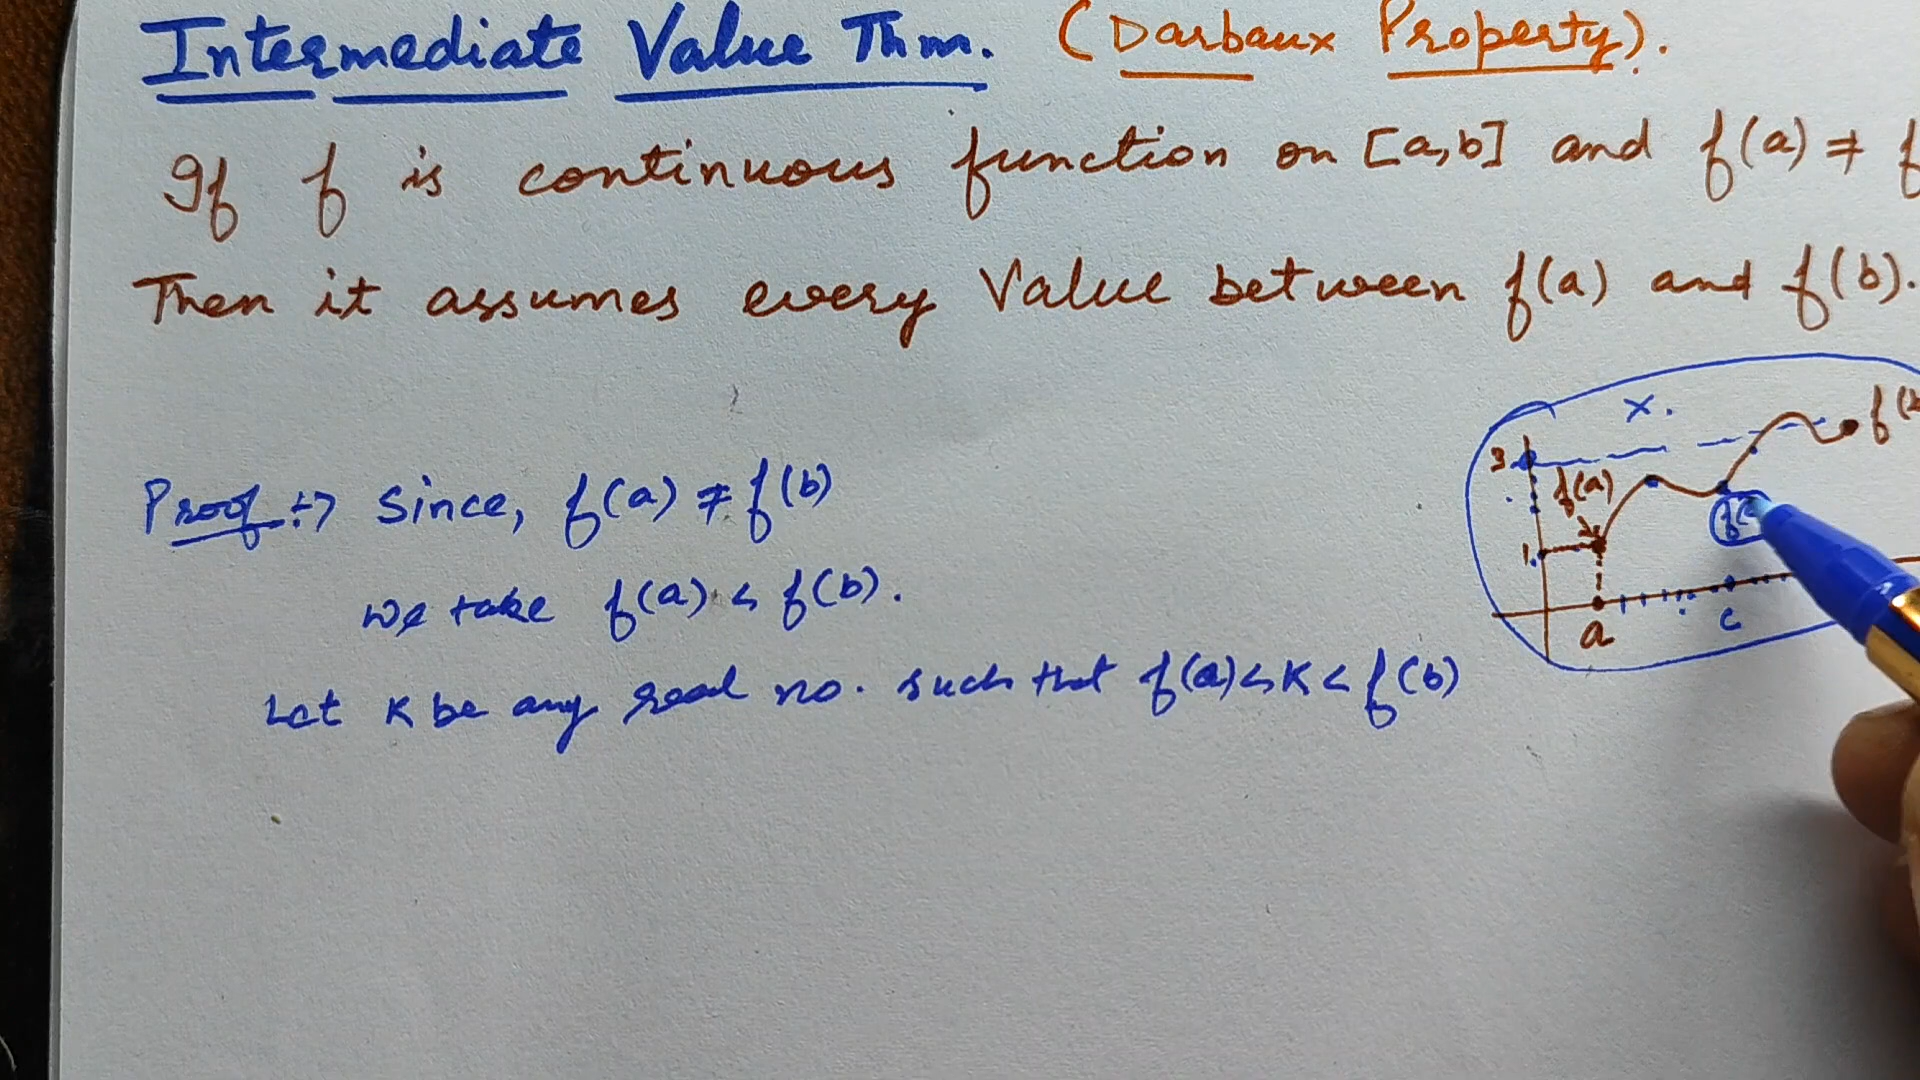 Intermediate Value Thm. (Darbaux Property).
If f is continuous function on [a,b] and f(a) ≠ f
Then it assumes every Value between f(a) and f(b).
Proof :→ Since, f(a) ≠ f(b)
We take f(a) < f(b).
Let K be any real no. such that f(a) < K < f(b)
x.
3
f(a)
1
a
c